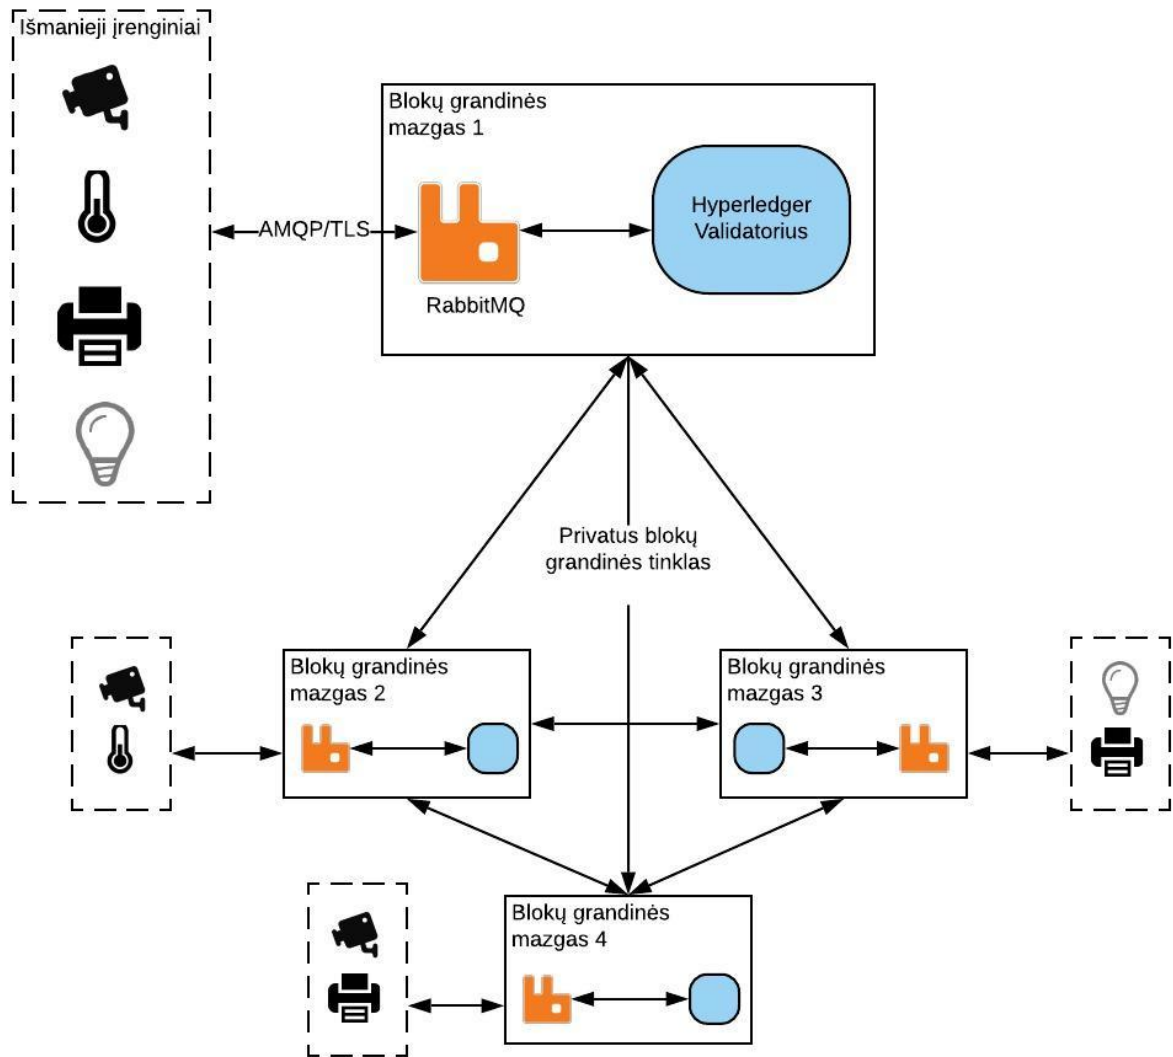 Išmanieji įrenginiai
Blokų grandinės
mazgas 1
Hyperledger
Validatorius
AMQP/TLS
RabbitMQ
Privatus blokų
grandinės tinklas
Blokų grandinės
mazgas 2
Blokų grandinės
mazgas 3
Blokų grandinės
mazgas 4